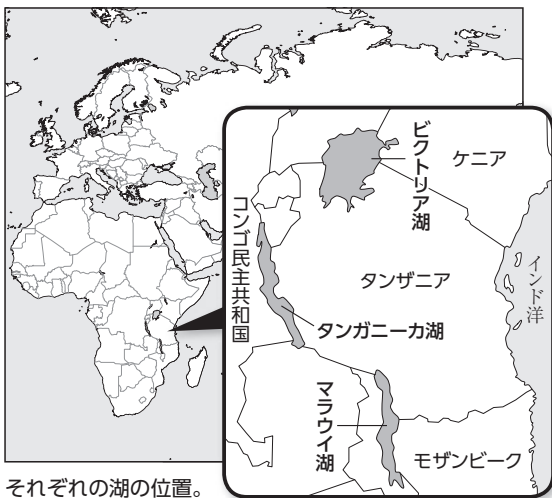 ビクトリア湖
ケニア
コンゴ民主共和国
タンザニア
インド洋
タンガニーカ湖
マラウイ湖
モザンビーク
それぞれの湖の位置。